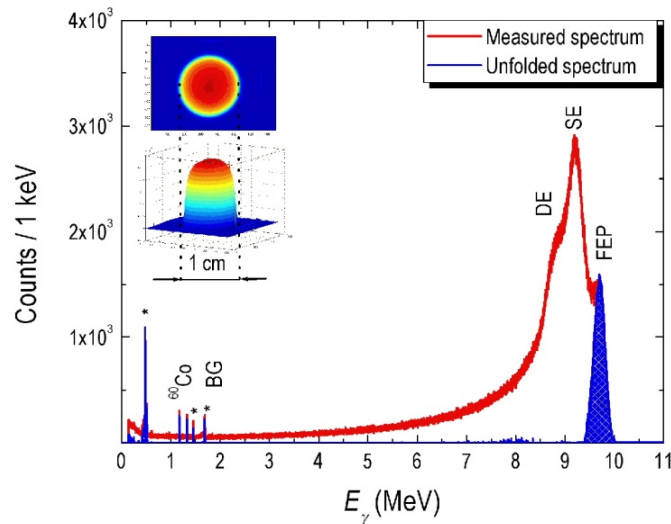 4x10³
3x10³
2x10³
1x10³
Counts / 1 keV
Measured spectrum
Unfolded spectrum
1 cm
DE
SE
FEP
*
⁶⁰Co
*
BG
*
0 1 2 3 4 5 6 7 8 9 10 11
Eγ (MeV)